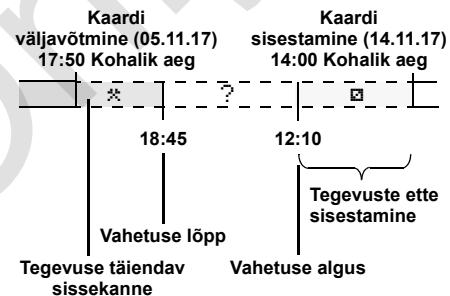 Kaardi
väljavõtmine (05.11.17)
17:50 Kohalik aeg
Kaardi
sisestamine (14.11.17)
14:00 Kohalik aeg
?
18:45
12:10
Tegevuste ette
sisestamine
Vahetuse lõpp
Tegevuse täiendav
sissekanne
Vahetuse algus